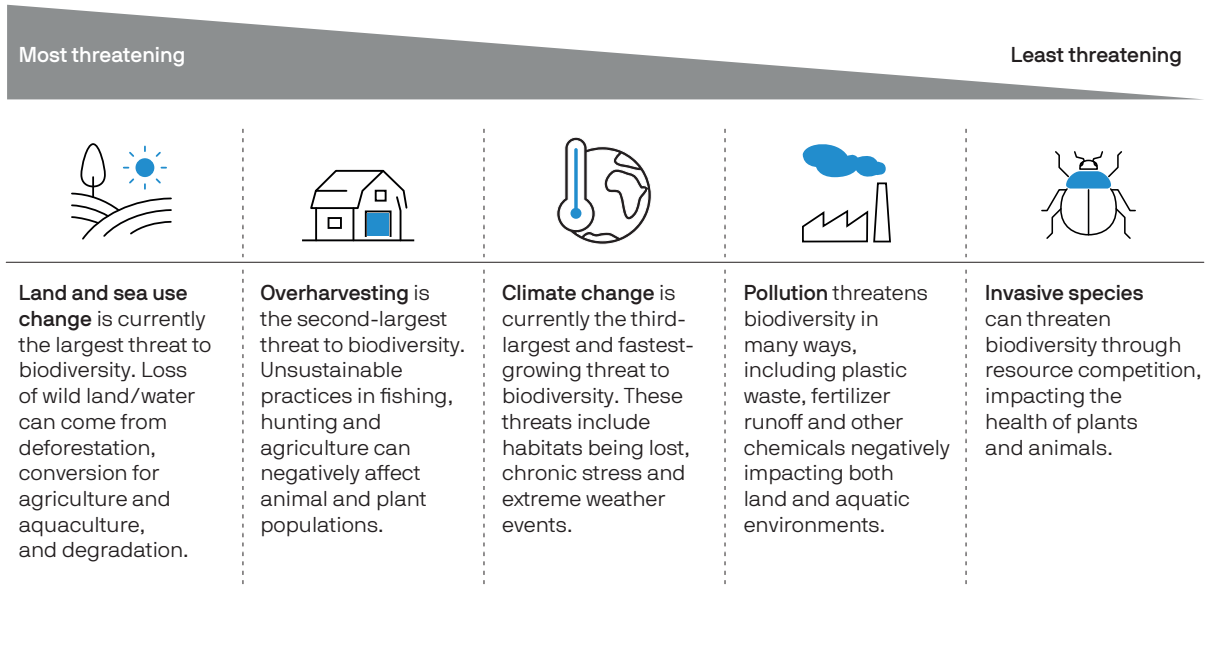 Most threatening
Least threatening
Land and sea use
change is currently
the largest threat to
biodiversity. Loss
of wild land/water
can come from
deforestation,
conversion for
agriculture and
aquaculture,
and degradation.
Overharvesting is
the second-largest
threat to biodiversity.
Unsustainable
practices in fishing,
hunting and
agriculture can
negatively affect
animal and plant
populations.
Climate change is
currently the third-
largest and fastest-
growing threat to
biodiversity. These
threats include
habitats being lost,
chronic stress and
extreme weather
events.
Pollution threatens
biodiversity in
many ways,
including plastic
waste, fertilizer
runoff and other
chemicals negatively
impacting both
land and aquatic
environments.
Invasive species
can threaten
biodiversity through
resource competition,
impacting the
health of plants
and animals.